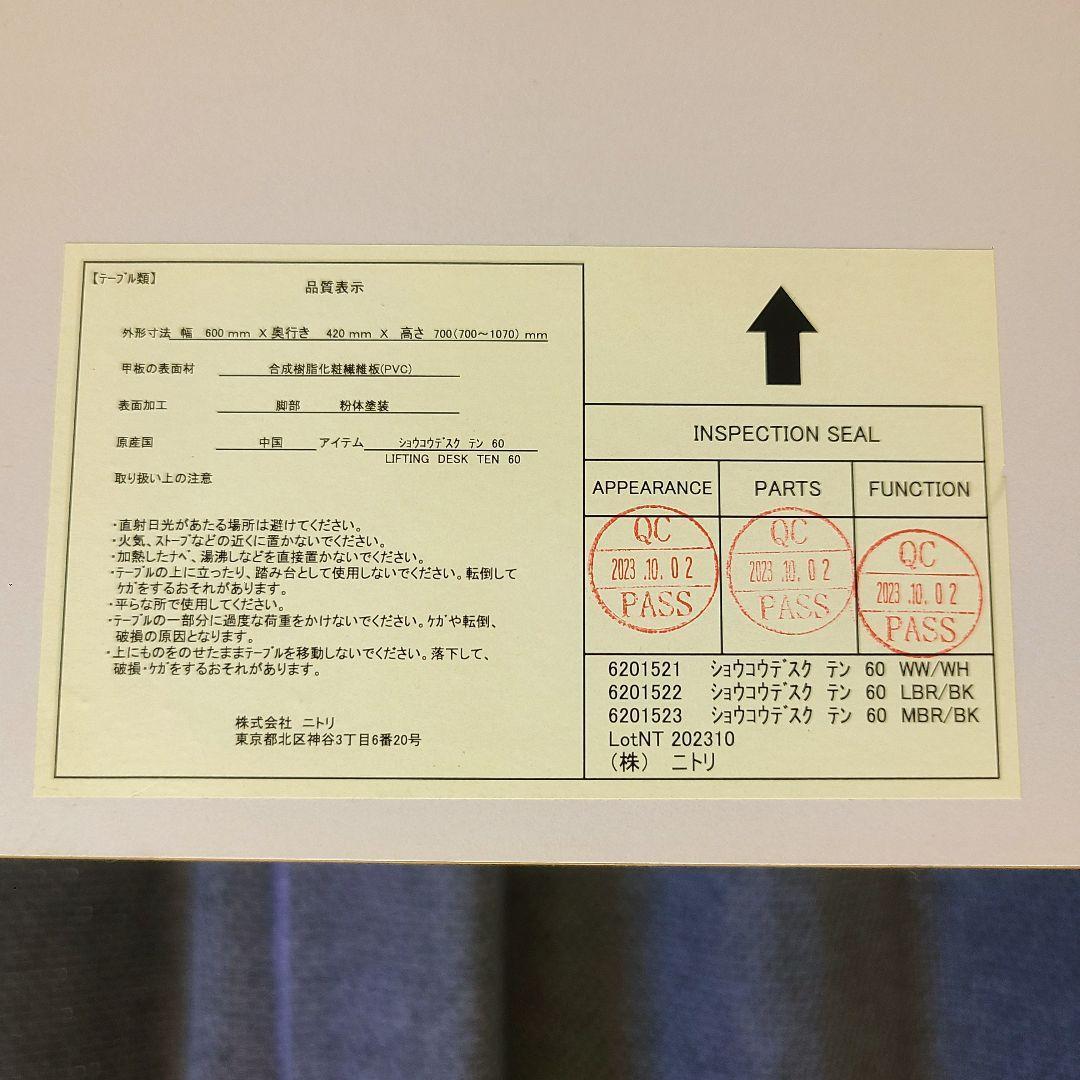 【ﾃｰﾌﾞﾙ類】
品質表示
外形寸法 幅 600 mm X 奥行き 420 mm X 高さ 700(700～1070) mm
甲板の表面材 合成樹脂化粧繊維板(PVC)
表面加工 脚部 粉体塗装
原産国 中国 アイテム ｼｮｳｺｳﾃﾞｽｸ ﾃﾝ 60
LIFTING DESK TEN 60
取り扱い上の注意
・直射日光があたる場所は避けてください。
・火気、ｽﾄｰﾌﾞなどの近くに置かないでください。
・加熱したﾅﾍﾞ、湯沸しなどを直接置かないでください。
・ﾃｰﾌﾞﾙの上に立ったり、踏み台として使用しないでください。転倒して
ｹｶﾞをするおそれがあります。
・平らな所で使用してください。
・ﾃｰﾌﾞﾙの一部分に過度な荷重をかけないでください。ｹｶﾞや転倒、
破損の原因となります。
・上にものをのせたままﾃｰﾌﾞﾙを移動しないでください。落下して、
破損・ｹｶﾞをするおそれがあります。
株式会社 ニトリ
東京都北区神谷3丁目6番20号
INSPECTION SEAL
APPEARANCE PARTS FUNCTION
QC
2023.10.02
PASS
QC
2023.10.02
PASS
QC
2023.10.02
PASS
6201521 ｼｮｳｺｳﾃﾞｽｸ ﾃﾝ 60 WW/WH
6201522 ｼｮｳｺｳﾃﾞｽｸ ﾃﾝ 60 LBR/BK
6201523 ｼｮｳｺｳﾃﾞｽｸ ﾃﾝ 60 MBR/BK
LotNT 202310
（株） ニトリ